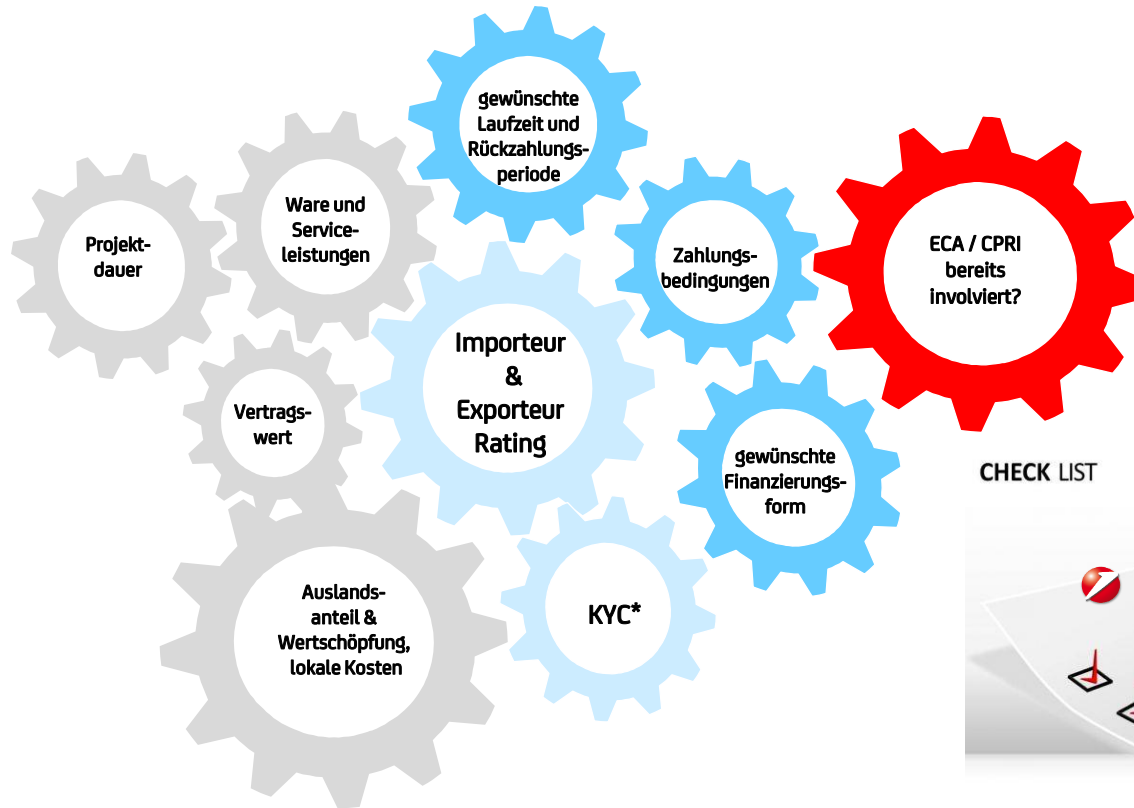 gewünschte
Laufzeit und
Rückzahlungs-
periode
Ware und
Service-
leistungen
Projekt-
dauer
Zahlungs-
bedingungen
ECA / CPRI
bereits
involviert?
Importeur
&
Exporteur
Rating
Vertrags-
wert
gewünschte
Finanzierungs-
form
CHECK LIST
Auslands-
anteil &
Wertschöpfung,
lokale Kosten
KYC*